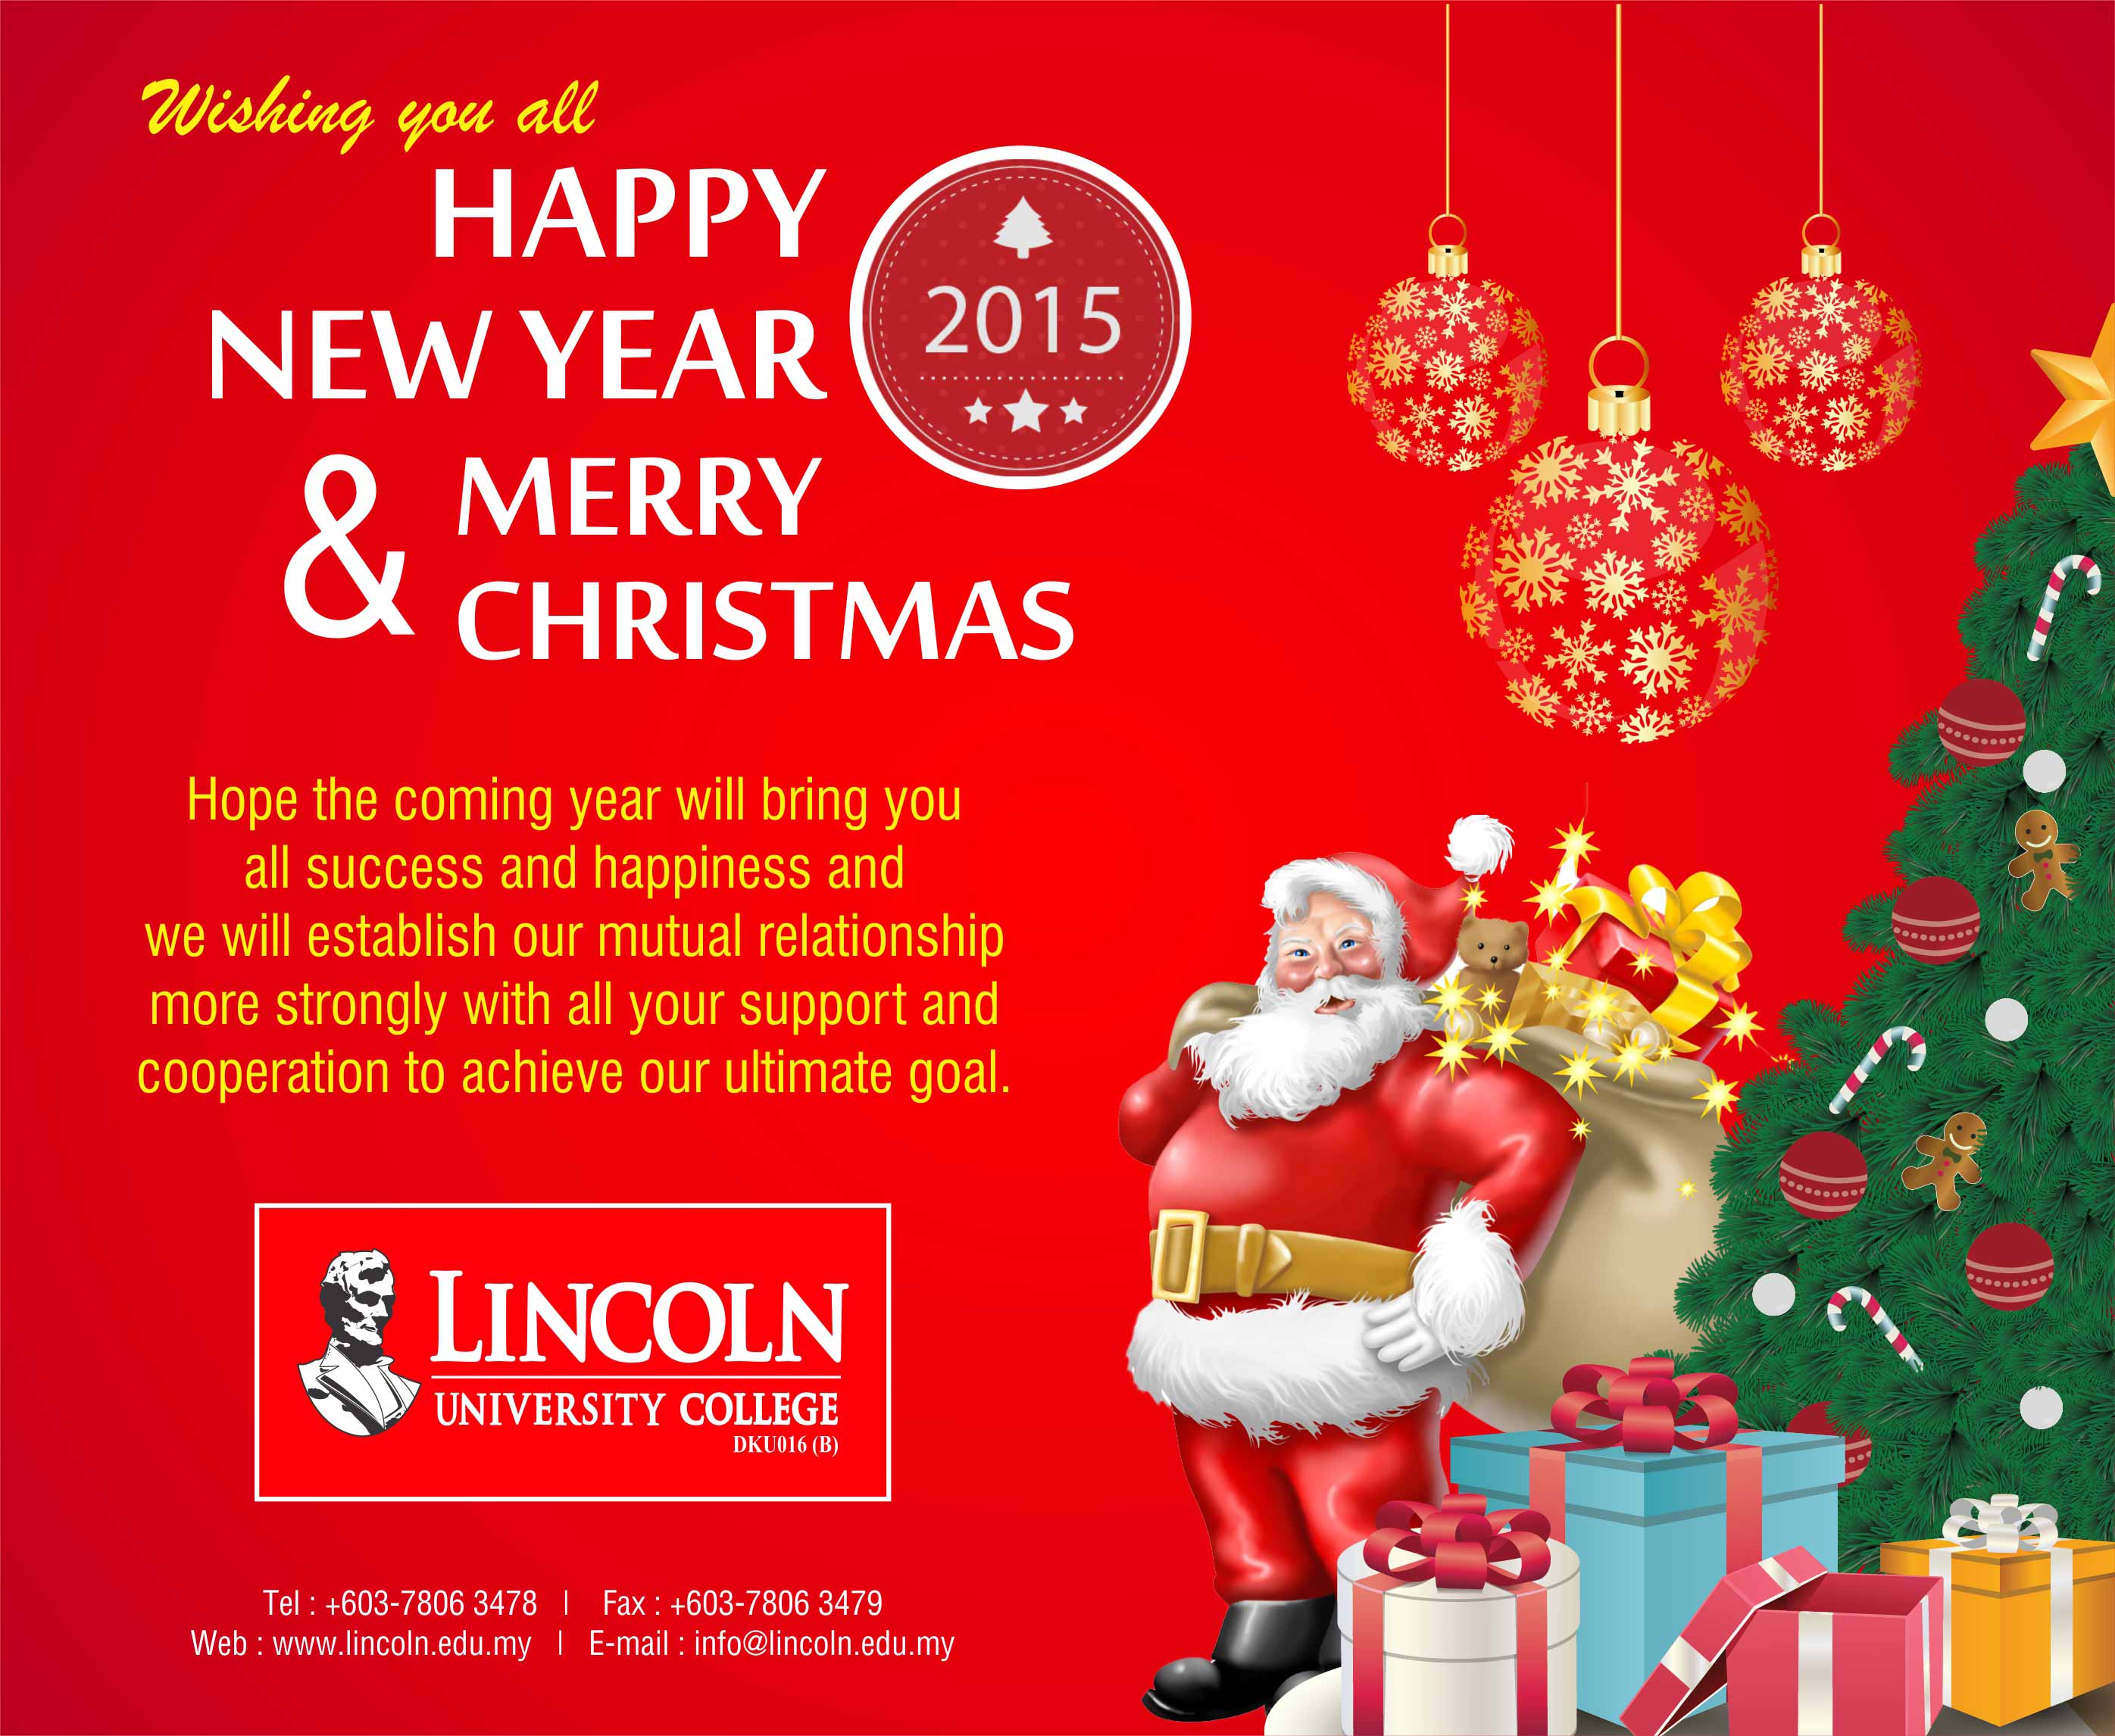 Wishing you all
HAPPY
NEW YEAR
2015
& MERRY
CHRISTMAS
Hope the coming year will bring you
all success and happiness and
we will establish our mutual relationship
more strongly with all your support and
cooperation to achieve our ultimate goal.
LINCOLN
UNIVERSITY COLLEGE
DKU016 (B)
Tel : +603-7806 3478 | Fax : +603-7806 3479
Web : www.lincoln.edu.my | E-mail : info@lincoln.edu.my